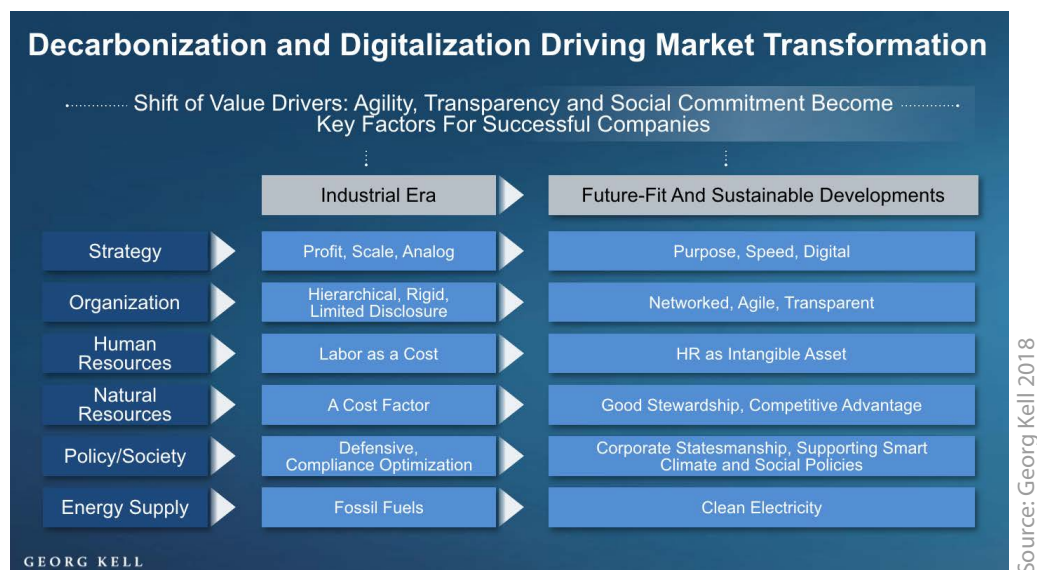 Decarbonization and Digitalization Driving Market Transformation
Shift of Value Drivers: Agility, Transparency and Social Commitment Become
Key Factors For Successful Companies
Industrial Era
Future-Fit And Sustainable Developments
Strategy
Profit, Scale, Analog
Purpose, Speed, Digital
Organization
Hierarchical, Rigid,
Limited Disclosure
Networked, Agile, Transparent
Human
Resources
Labor as a Cost
HR as Intangible Asset
Natural
Resources
A Cost Factor
Good Stewardship, Competitive Advantage
Policy/Society
Defensive,
Compliance Optimization
Corporate Statesmanship, Supporting Smart
Climate and Social Policies
Energy Supply
Fossil Fuels
Clean Electricity
GEORG KELL
Source: Georg Kell 2018